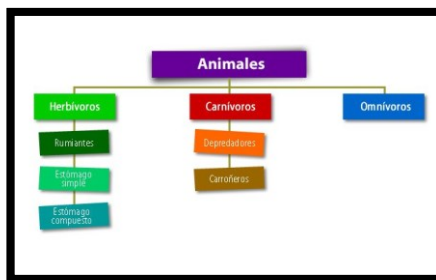 Animales
Herbívoros
Carnívoros
Omnívoros
Rumiantes
Depredadores
Estómago
simple
Carroñeros
Estómago
compuesto